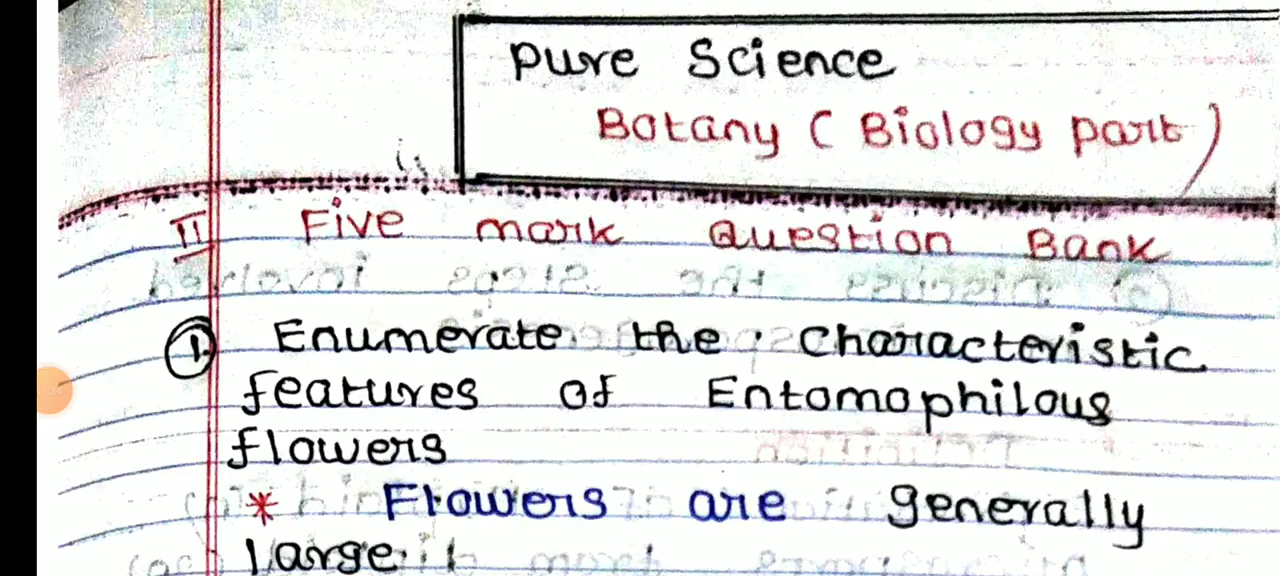 Pure Science
Botany ( Biology part )
II Five mark Question Bank
1. Enumerate the Characteristic
features of Entomophilous
flowers
* Flowers are generally
large